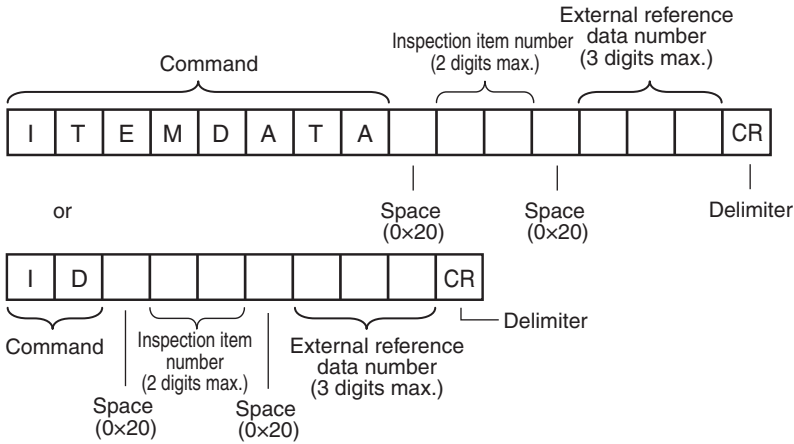 External reference
data number
(3 digits max.)
Inspection item number
(2 digits max.)
Command
I T E M D A T A CR
or
Space
(0×20)
Space
(0×20)
Delimiter
I D CR
Delimiter
Command
Inspection item
number
(2 digits max.)
External reference
data number
(3 digits max.)
Space
(0×20)
Space
(0×20)